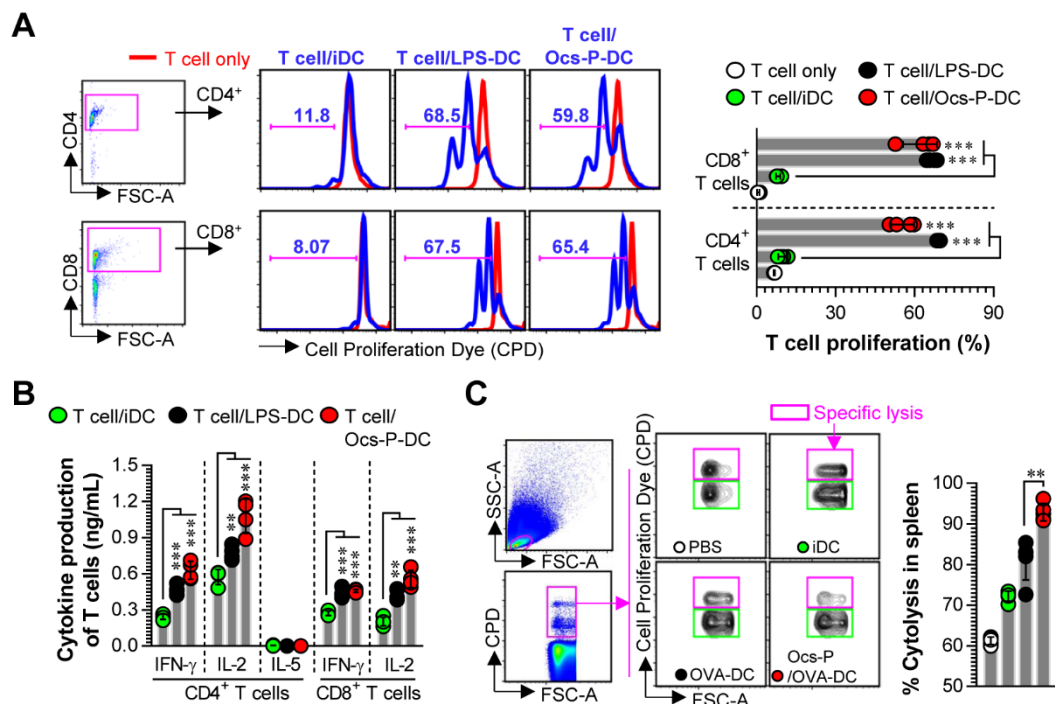 A
T cell only
T cell/iDC
T cell/LPS-DC
T cell/
Ocs-P-DC
CD4
CD4⁺
FSC-A
11.8
68.5
59.8
CD8
CD8⁺
FSC-A
8.07
67.5
65.4
Cell Proliferation Dye (CPD)
T cell only
T cell/LPS-DC
T cell/iDC
T cell/Ocs-P-DC
CD8⁺
T cells
***
***
CD4⁺
T cells
***
***
0 30 60 90
T cell proliferation (%)
B
T cell/iDC
T cell/LPS-DC
T cell/
Ocs-P-DC
Cytokine production
of T cells (ng/mL)
1.5
1.2
0.9
0.6
0.3
0.0
***
***
**
***
***
***
**
***
IFN-γ IL-2 IL-5 IFN-γ IL-2
CD4⁺ T cells CD8⁺ T cells
C
Specific lysis
SSC-A
FSC-A
CPD
FSC-A
Cell Proliferation Dye (CPD)
PBS
iDC
OVA-DC
Ocs-P
/OVA-DC
FSC-A
% Cytolysis in spleen
100
90
80
70
60
50
**